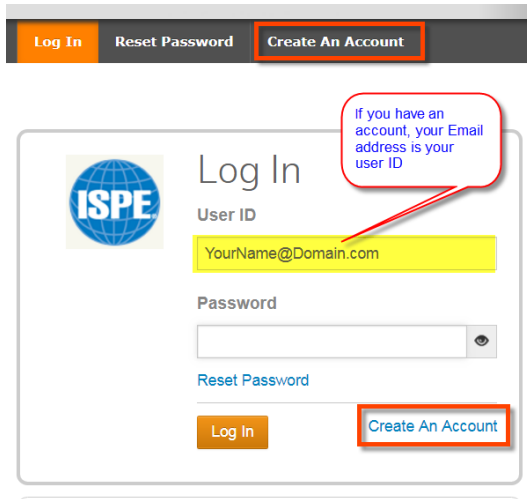 Log In Reset Password Create An Account
If you have an
account, your Email
address is your
user ID
ISPE
Log In
User ID
YourName@Domain.com
Password
Reset Password
Log In Create An Account